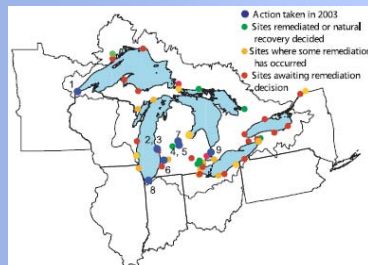 Action taken in 2003
Sites remediated or natural
recovery decided
Sites where some remediation
has occurred
Sites awaiting remediation
decision
1
2, 3
7
4, 5
9
6
8